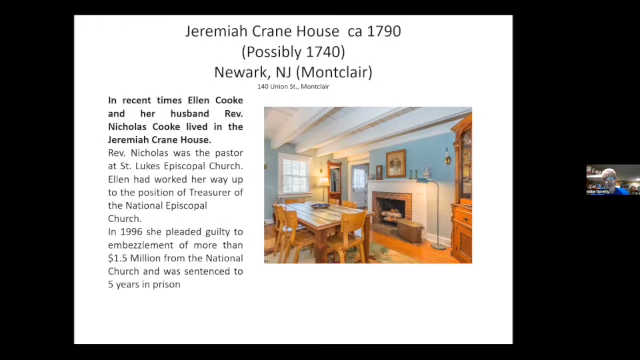 Jeremiah Crane House ca 1790
(Possibly 1740)
Newark, NJ (Montclair)
140 Union St., Montclair
In recent times Ellen Cooke
and her husband Rev.
Nicholas Cooke lived in the
Jeremiah Crane House.
Rev. Nicholas was the pastor
at St. Lukes Episcopal Church.
Ellen had worked her way up
to the position of Treasurer of
the National Episcopal
Church.
In 1996 she pleaded guilty to
embezzlement of more than
$1.5 Million from the National
Church and was sentenced to
5 years in prison